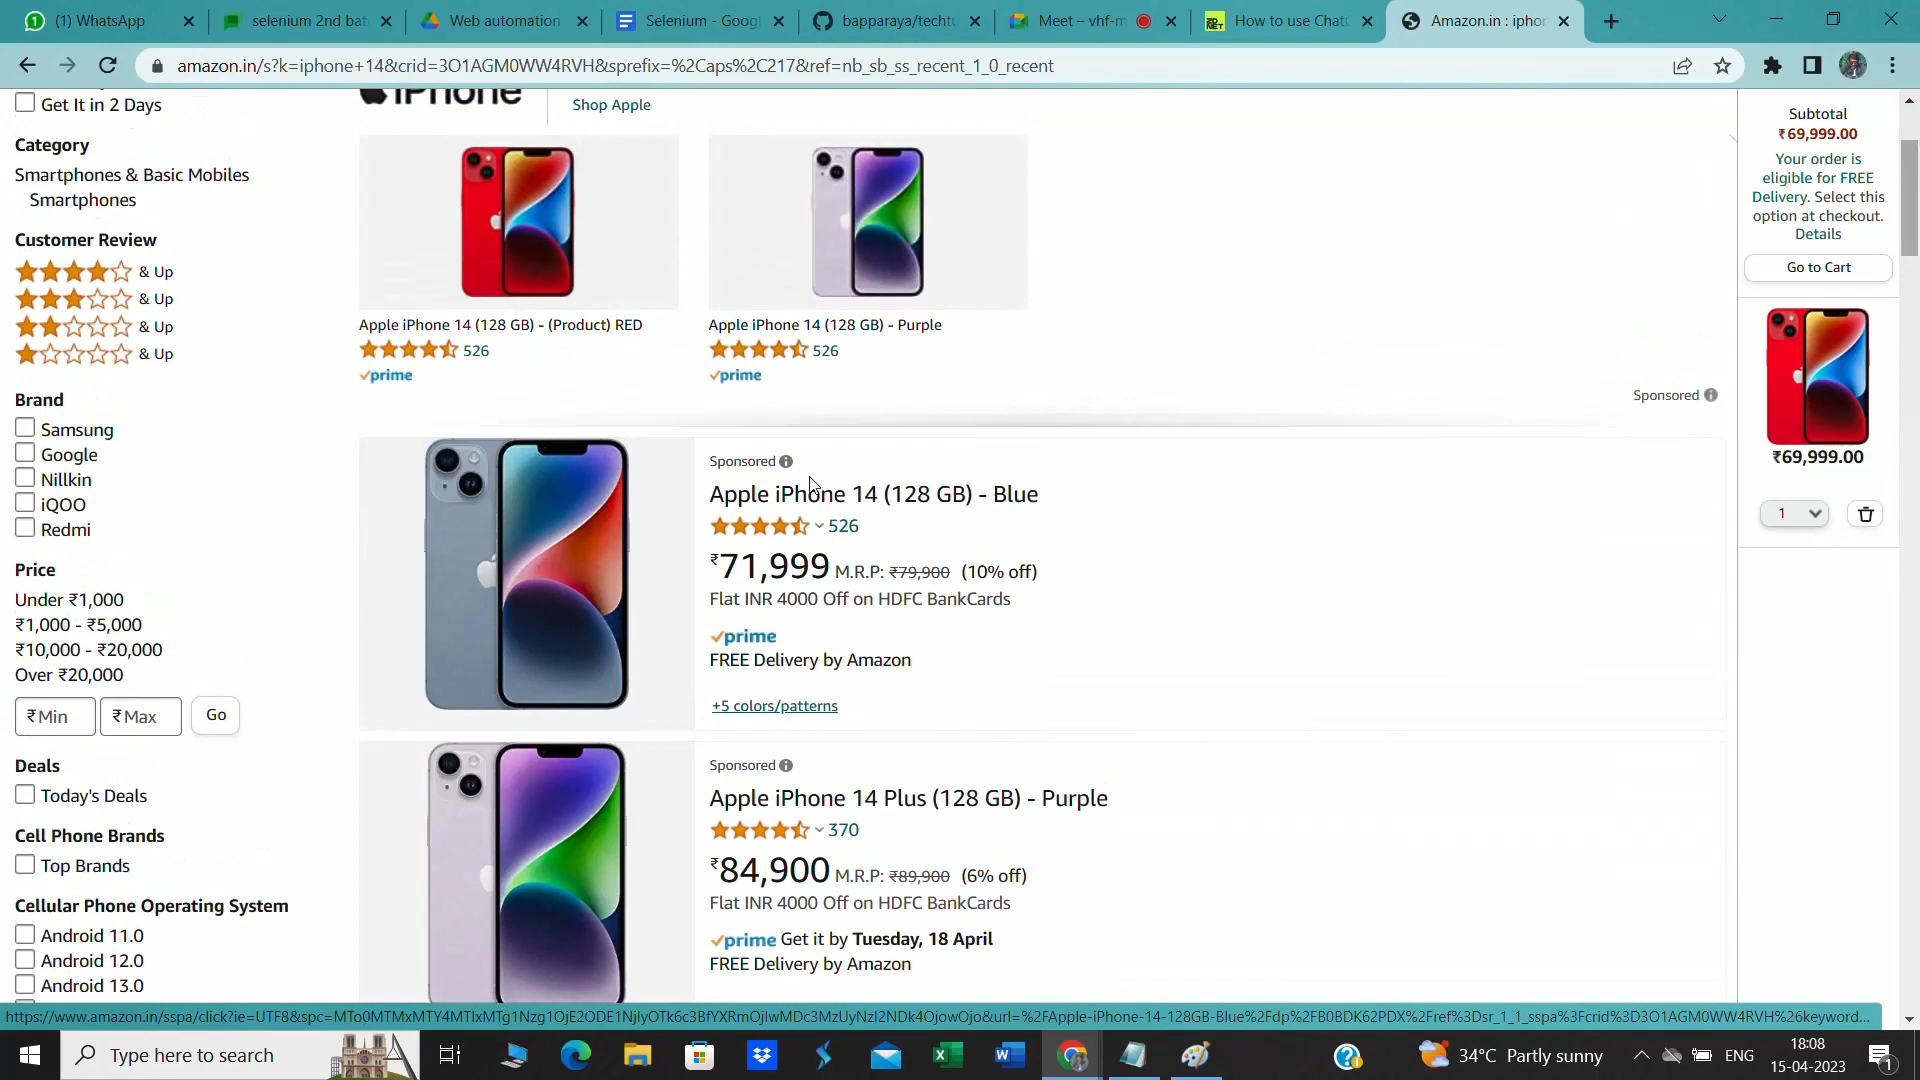 (1) WhatsApp
selenium 2nd bat
Web automation
Selenium - Googl
bapparaya/techtu
Meet – vhf-m
How to use Chat
Amazon.in : iphon
amazon.in/s?k=iphone+14&crid=3O1AGM0WW4RVH&sprefix=%2Caps%2C217&ref=nb_sb_ss_recent_1_0_recent
Get It in 2 Days
Category
Smartphones & Basic Mobiles
Smartphones
Customer Review
& Up
& Up
& Up
& Up
Brand
Samsung
Google
Nillkin
iQOO
Redmi
Price
Under ₹1,000
₹1,000 - ₹5,000
₹10,000 - ₹20,000
Over ₹20,000
₹ Min ₹ Max Go
Deals
Today's Deals
Cell Phone Brands
Top Brands
Cellular Phone Operating System
Android 11.0
Android 12.0
Android 13.0
iPhone
Shop Apple
Apple iPhone 14 (128 GB) - (Product) RED
526
prime
Apple iPhone 14 (128 GB) - Purple
526
prime
Sponsored
Sponsored
Apple iPhone 14 (128 GB) - Blue
526
₹71,999 M.R.P: ₹79,900 (10% off)
Flat INR 4000 Off on HDFC BankCards
prime
FREE Delivery by Amazon
+5 colors/patterns
Sponsored
Apple iPhone 14 Plus (128 GB) - Purple
370
₹84,900 M.R.P: ₹89,900 (6% off)
Flat INR 4000 Off on HDFC BankCards
prime Get it by Tuesday, 18 April
FREE Delivery by Amazon
Subtotal
₹69,999.00
Your order is
eligible for FREE
Delivery. Select this
option at checkout.
Details
Go to Cart
₹69,999.00
1
Type here to search
34°C Partly sunny
ENG
18:08
15-04-2023
1